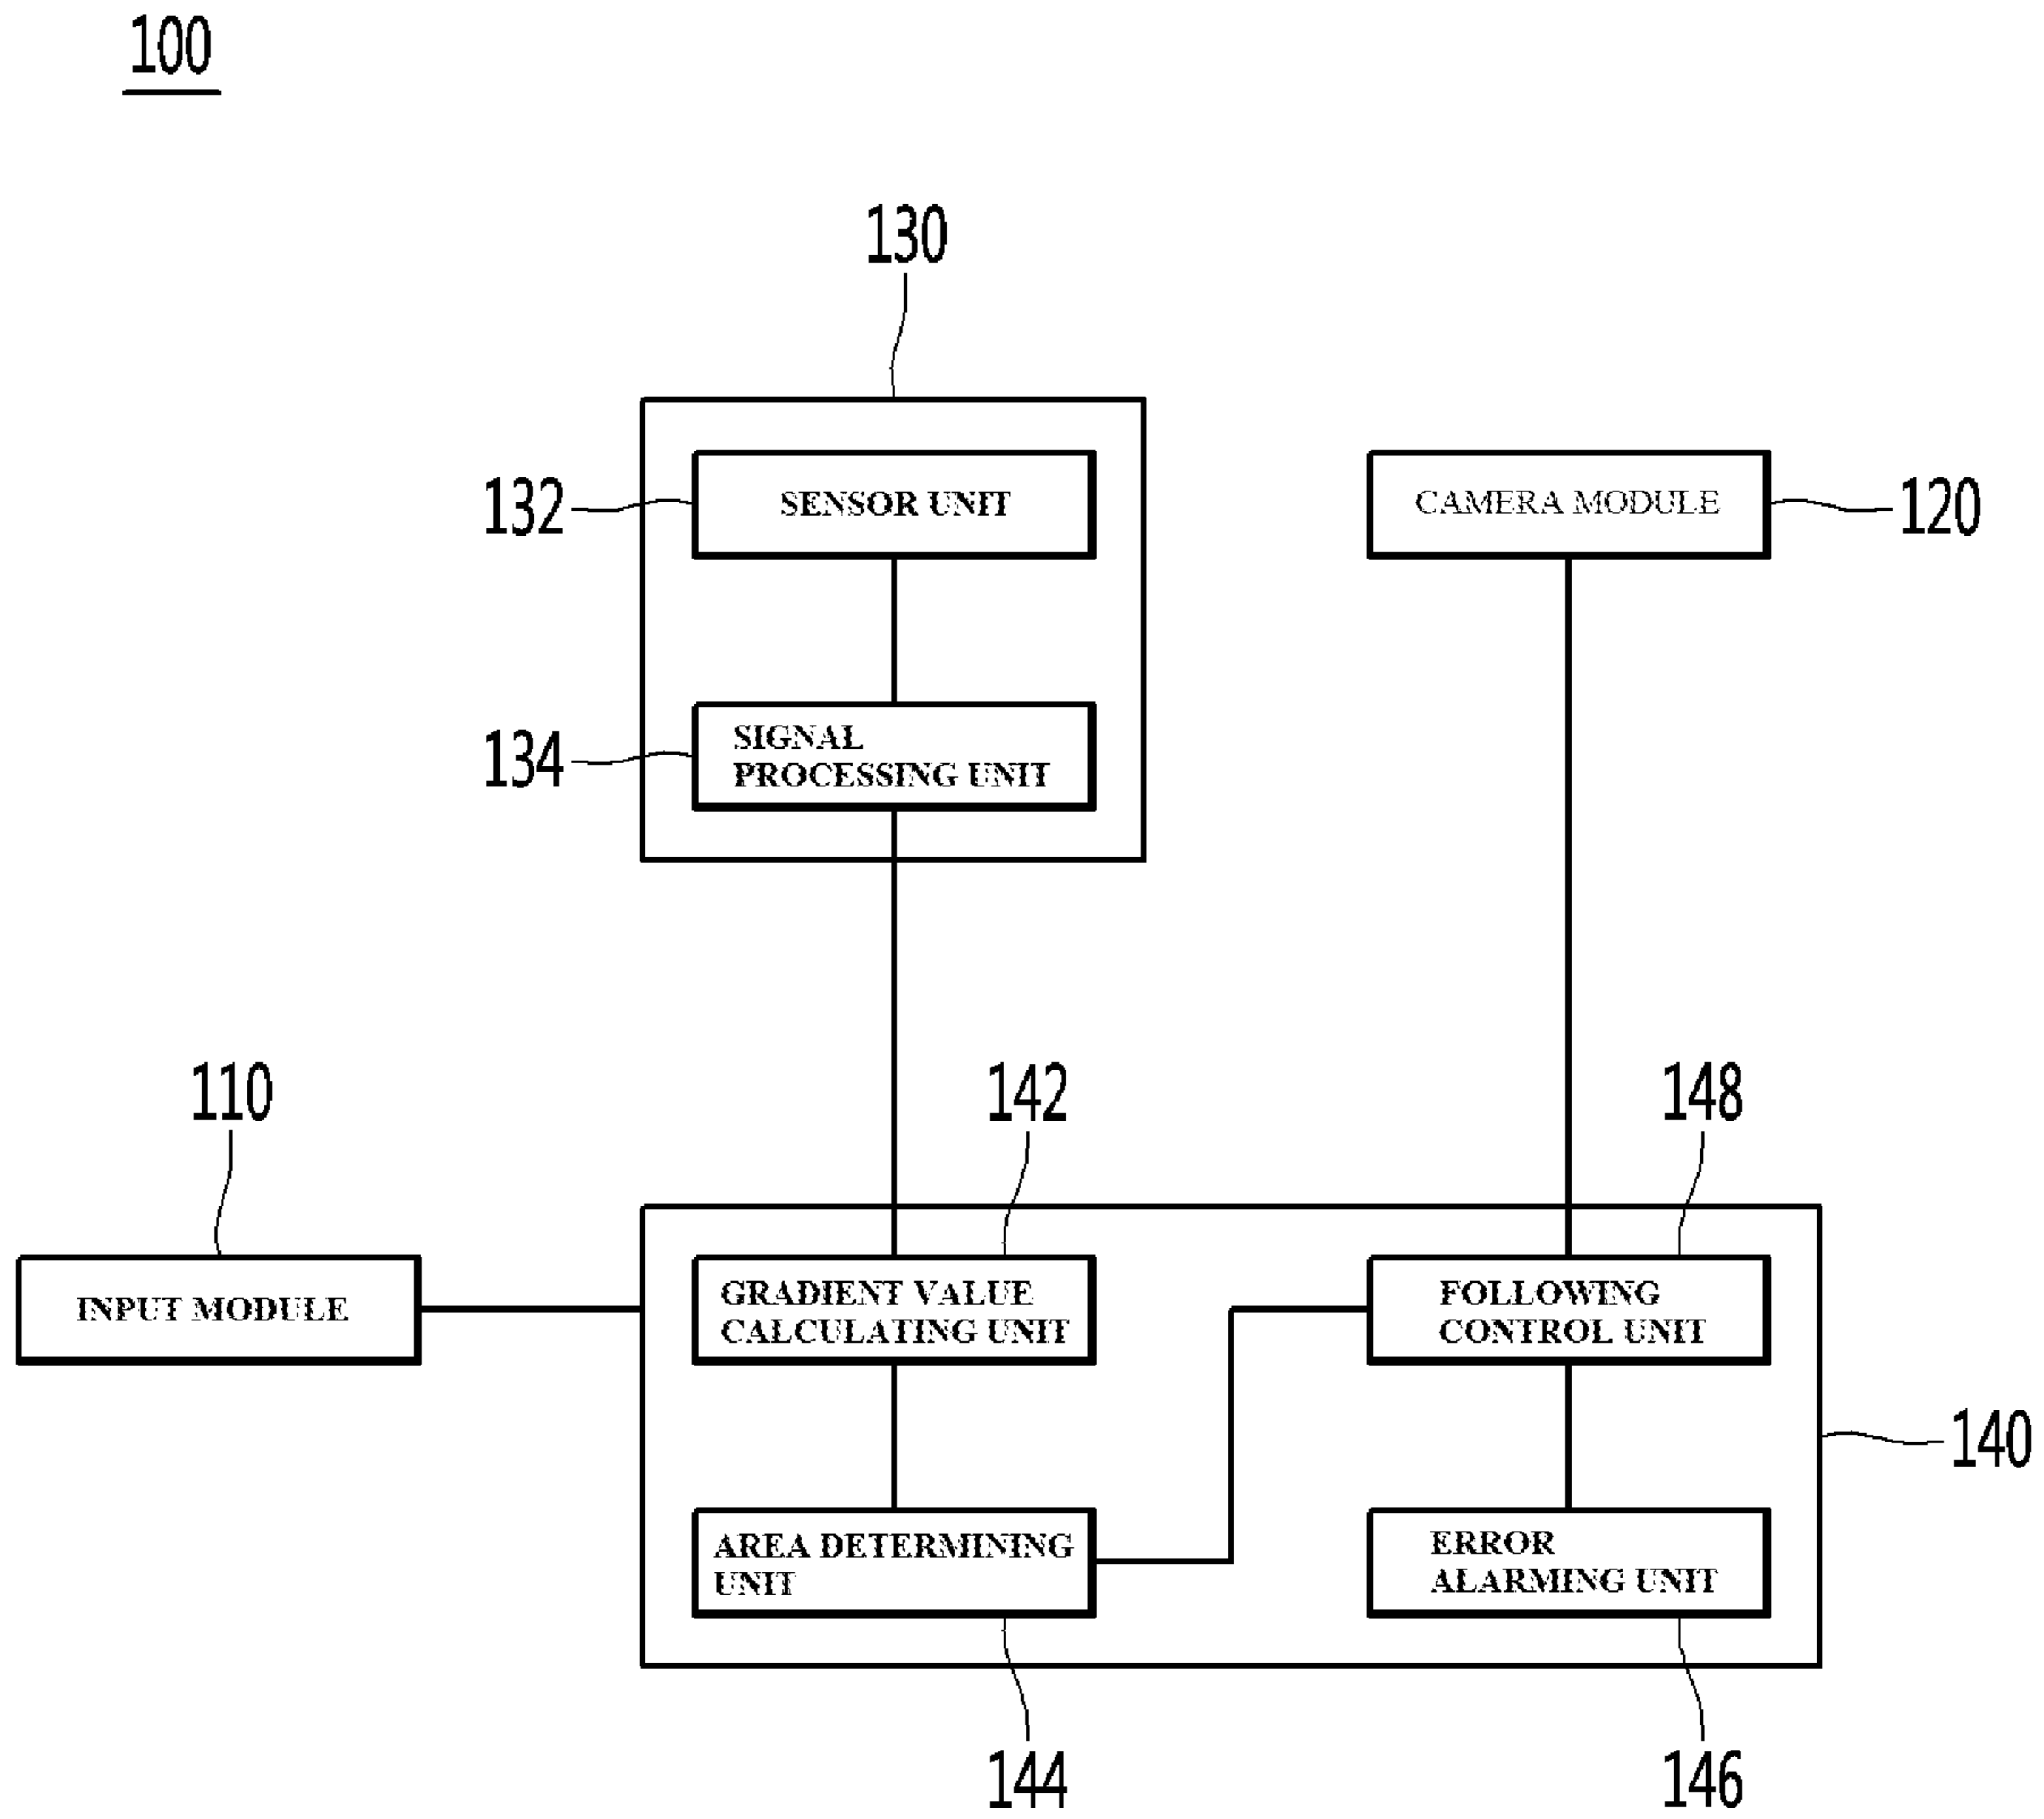 100
130
132
SENSOR UNIT
CAMERA MODULE
120
134
SIGNAL
PROCESSING UNIT
110
142
148
INPUT MODULE
GRADIENT VALUE
CALCULATING UNIT
FOLLOWING
CONTROL UNIT
140
AREA DETERMINING
UNIT
ERROR
ALARMING UNIT
144
146